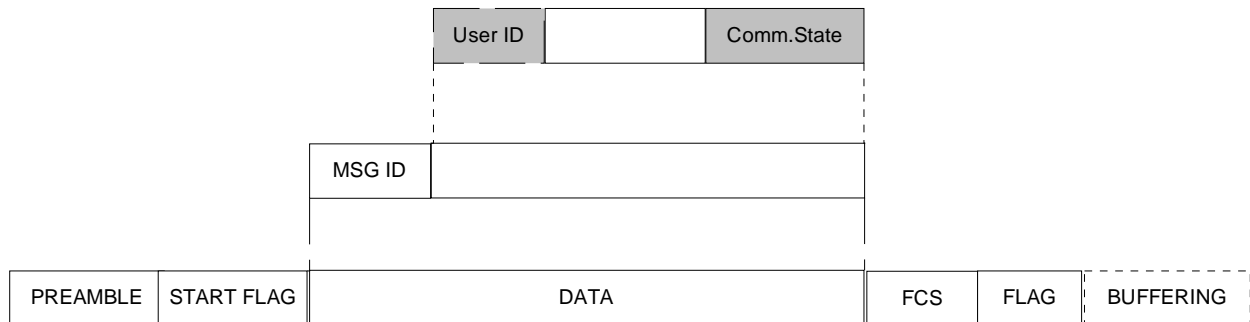 User ID Comm.State
MSG ID
PREAMBLE START FLAG DATA FCS FLAG BUFFERING